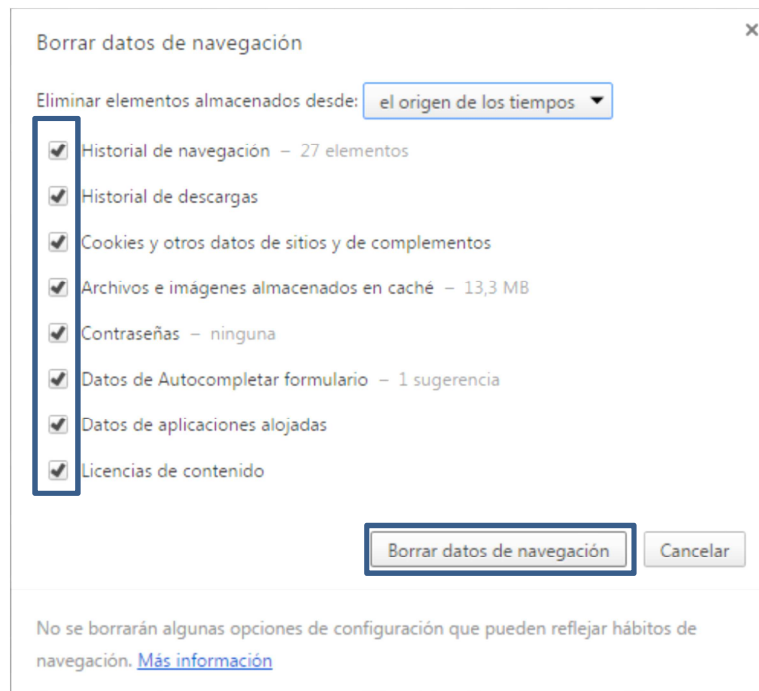 Borrar datos de navegación
Eliminar elementos almacenados desde: el origen de los tiempos
Historial de navegación – 27 elementos
Historial de descargas
Cookies y otros datos de sitios y de complementos
Archivos e imágenes almacenados en caché – 13,3 MB
Contraseñas – ninguna
Datos de Autocompletar formulario – 1 sugerencia
Datos de aplicaciones alojadas
Licencias de contenido
Borrar datos de navegación Cancelar
No se borrarán algunas opciones de configuración que pueden reflejar hábitos de
navegación. Más información